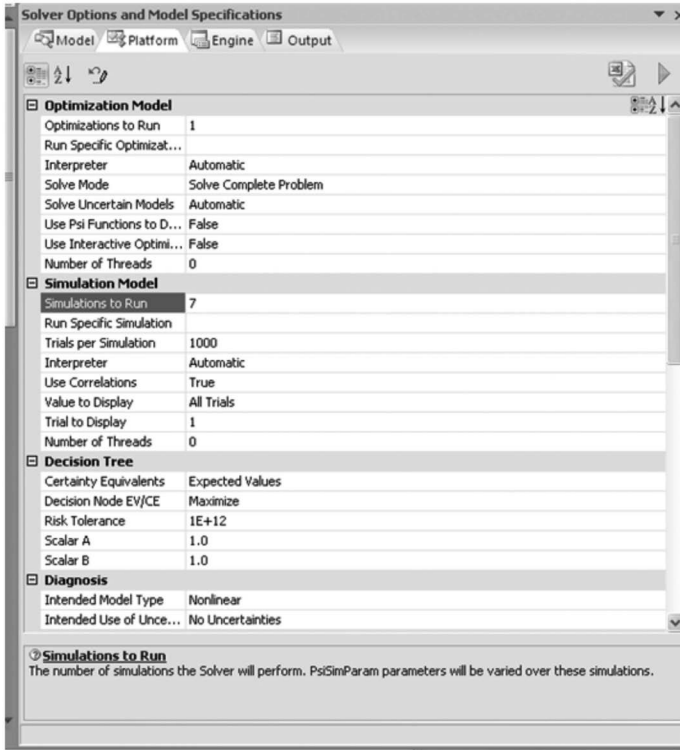 Solver Options and Model Specifications
Model Platform Engine Output
Optimization Model
Optimizations to Run 1
Run Specific Optimizat...
Interpreter Automatic
Solve Mode Solve Complete Problem
Solve Uncertain Models Automatic
Use Psi Functions to D... False
Use Interactive Optimi... False
Number of Threads 0
Simulation Model
Simulations to Run 7
Run Specific Simulation
Trials per Simulation 1000
Interpreter Automatic
Use Correlations True
Value to Display All Trials
Trial to Display 1
Number of Threads 0
Decision Tree
Certainty Equivalents Expected Values
Decision Node EV/CE Maximize
Risk Tolerance 1E+12
Scalar A 1.0
Scalar B 1.0
Diagnosis
Intended Model Type Nonlinear
Intended Use of Unce... No Uncertainties
Simulations to Run
The number of simulations the Solver will perform. PsiSimParam parameters will be varied over these simulations.